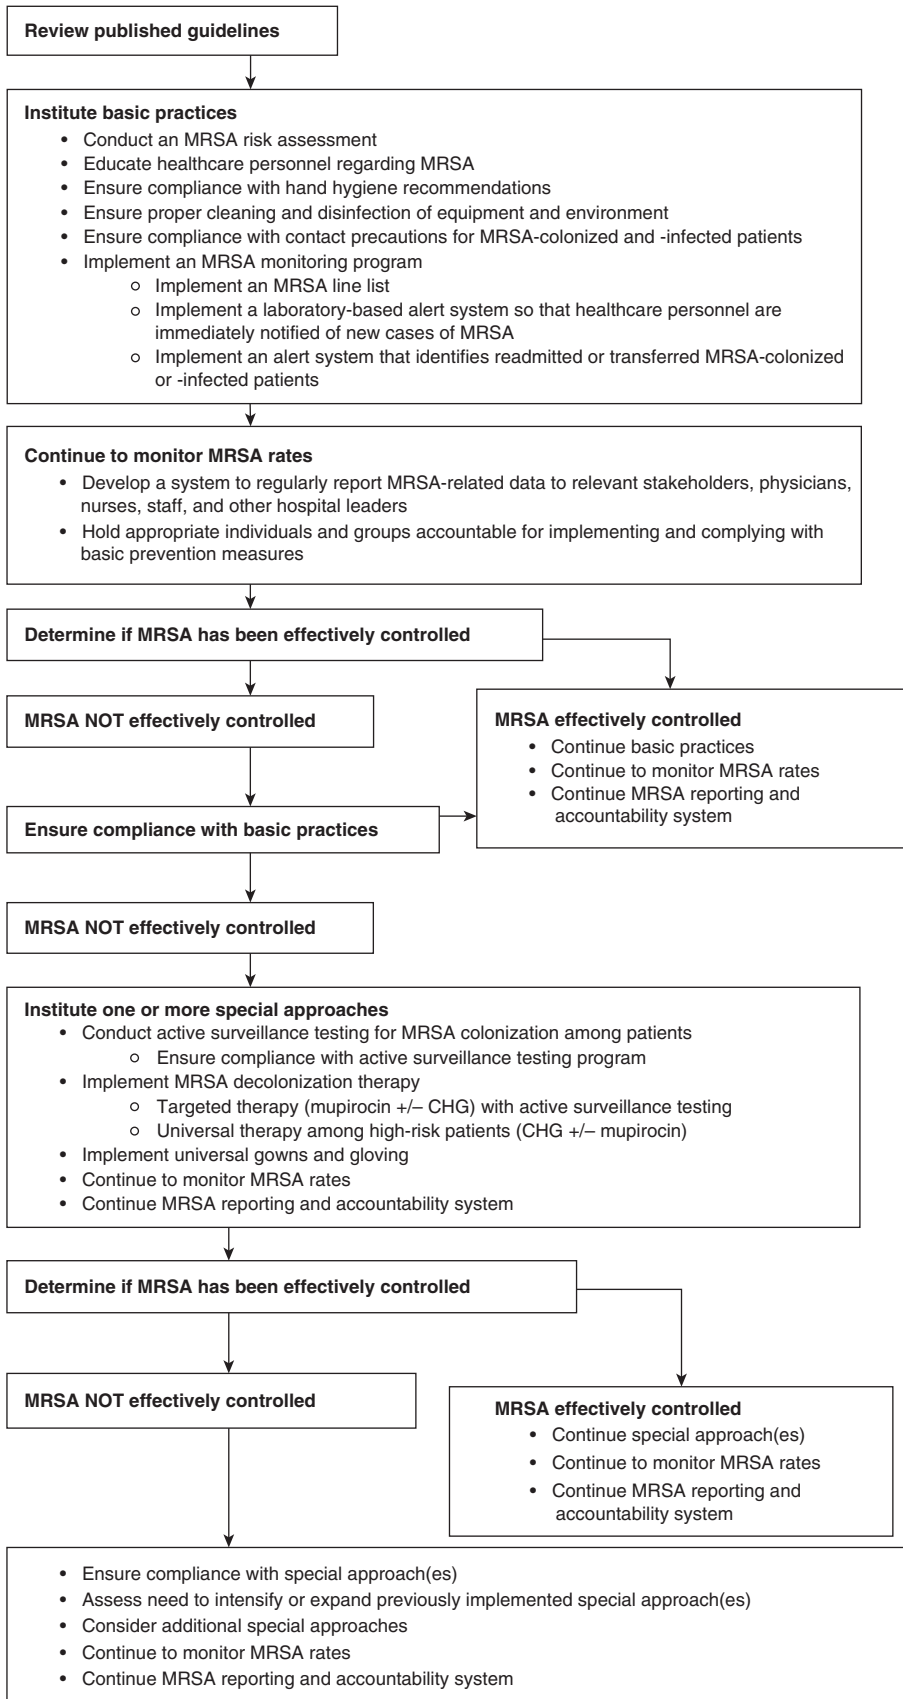 Review published guidelines
Institute basic practices
• Conduct an MRSA risk assessment
• Educate healthcare personnel regarding MRSA
• Ensure compliance with hand hygiene recommendations
• Ensure proper cleaning and disinfection of equipment and environment
• Ensure compliance with contact precautions for MRSA-colonized and -infected patients
• Implement an MRSA monitoring program
○ Implement an MRSA line list
○ Implement a laboratory-based alert system so that healthcare personnel are
immediately notified of new cases of MRSA
○ Implement an alert system that identifies readmitted or transferred MRSA-colonized
or -infected patients
Continue to monitor MRSA rates
• Develop a system to regularly report MRSA-related data to relevant stakeholders, physicians,
nurses, staff, and other hospital leaders
• Hold appropriate individuals and groups accountable for implementing and complying with
basic prevention measures
Determine if MRSA has been effectively controlled
MRSA NOT effectively controlled
MRSA effectively controlled
• Continue basic practices
• Continue to monitor MRSA rates
• Continue MRSA reporting and
accountability system
Ensure compliance with basic practices
MRSA NOT effectively controlled
Institute one or more special approaches
• Conduct active surveillance testing for MRSA colonization among patients
○ Ensure compliance with active surveillance testing program
• Implement MRSA decolonization therapy
○ Targeted therapy (mupirocin +/– CHG) with active surveillance testing
○ Universal therapy among high-risk patients (CHG +/– mupirocin)
• Implement universal gowns and gloving
• Continue to monitor MRSA rates
• Continue MRSA reporting and accountability system
Determine if MRSA has been effectively controlled
MRSA NOT effectively controlled
MRSA effectively controlled
• Continue special approach(es)
• Continue to monitor MRSA rates
• Continue MRSA reporting and
accountability system
• Ensure compliance with special approach(es)
• Assess need to intensify or expand previously implemented special approach(es)
• Consider additional special approaches
• Continue to monitor MRSA rates
• Continue MRSA reporting and accountability system